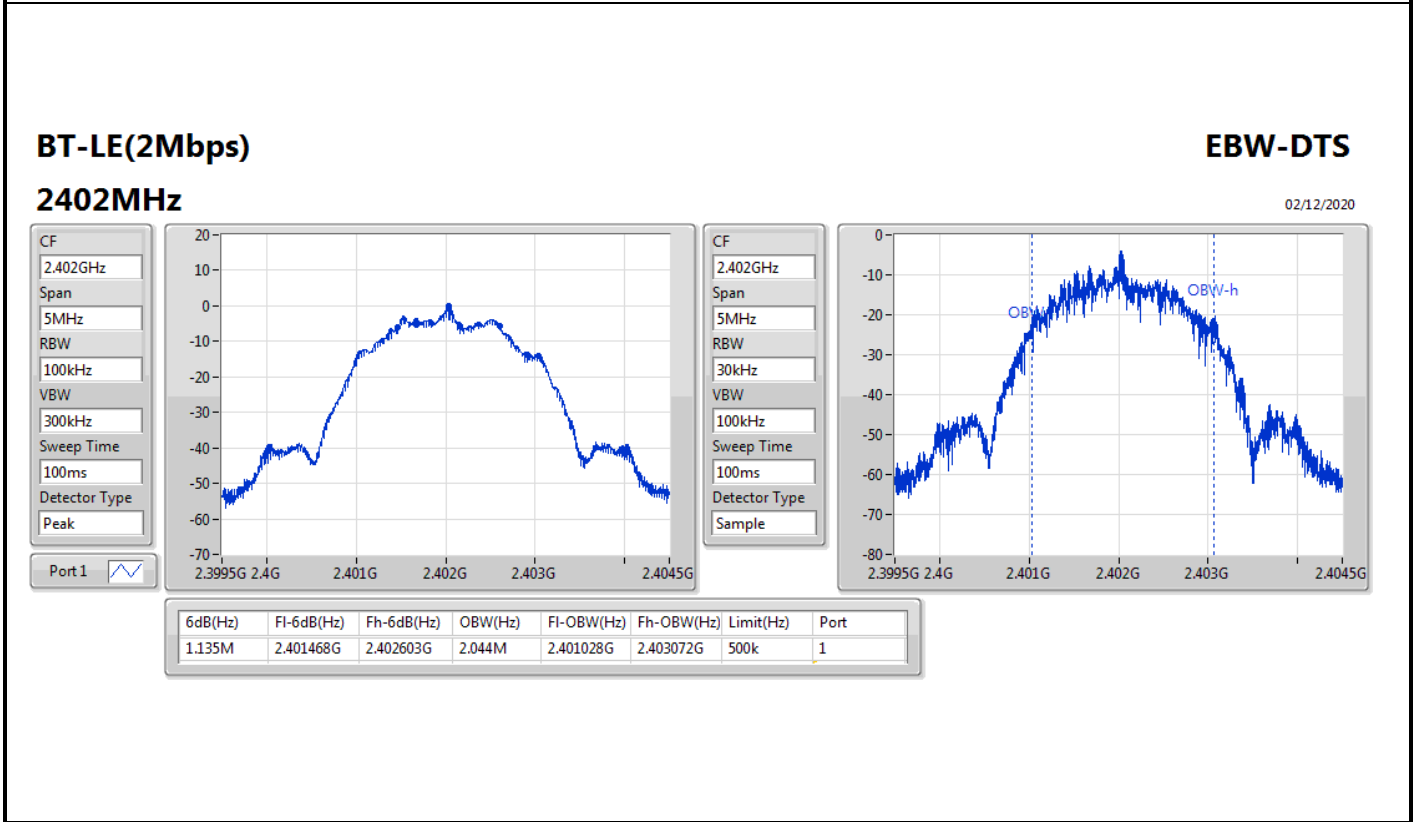 BT-LE(2Mbps)
EBW-DTS
2402MHz
02/12/2020
CF
2.402GHz
Span
5MHz
RBW
100kHz
VBW
300kHz
Sweep Time
100ms
Detector Type
Peak
Port 1
20
10
0
-10
-20
-30
-40
-50
-60
-70
2.3995G 2.4G 2.401G 2.402G 2.403G 2.4045G
CF
2.402GHz
Span
5MHz
RBW
30kHz
VBW
100kHz
Sweep Time
100ms
Detector Type
Sample
0
-10
-20
-30
-40
-50
-60
-70
-80
OBW-h
2.3995G 2.4G 2.401G 2.402G 2.403G 2.4045G
6dB(Hz) Fl-6dB(Hz) Fh-6dB(Hz) OBW(Hz) Fl-OBW(Hz) Fh-OBW(Hz) Limit(Hz) Port
1.135M 2.401468G 2.402603G 2.044M 2.401028G 2.403072G 500k 1